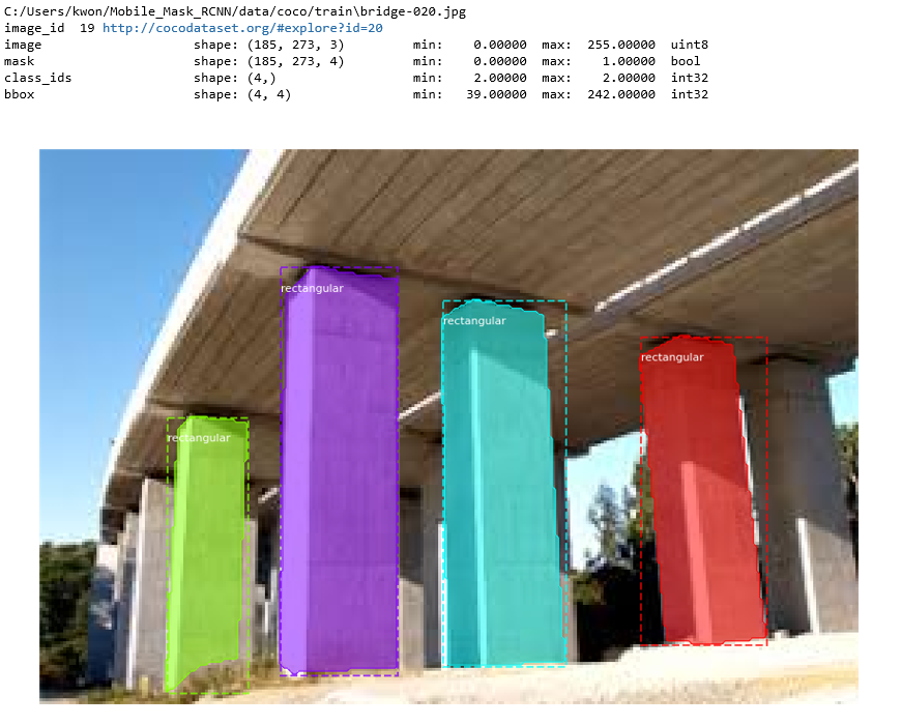 C:/Users/kwon/Mobile_Mask_RCNN/data/coco/train\bridge-020.jpg
image_id  19 http://cocodataset.org/#explore?id=20
image                    shape: (185, 273, 3)         min:    0.00000  max:  255.00000  uint8
mask                     shape: (185, 273, 4)         min:    0.00000  max:    1.00000  bool
class_ids                shape: (4,)                  min:    2.00000  max:    2.00000  int32
bbox                     shape: (4, 4)                min:   39.00000  max:  242.00000  int32
rectangular
rectangular
rectangular
rectangular